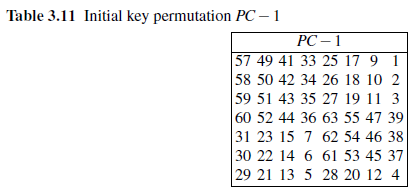 Table 3.11 Initial key permutation PC – 1
PC – 1
57 49 41 33 25 17 9 1
58 50 42 34 26 18 10 2
59 51 43 35 27 19 11 3
60 52 44 36 63 55 47 39
31 23 15 7 62 54 46 38
30 22 14 6 61 53 45 37
29 21 13 5 28 20 12 4